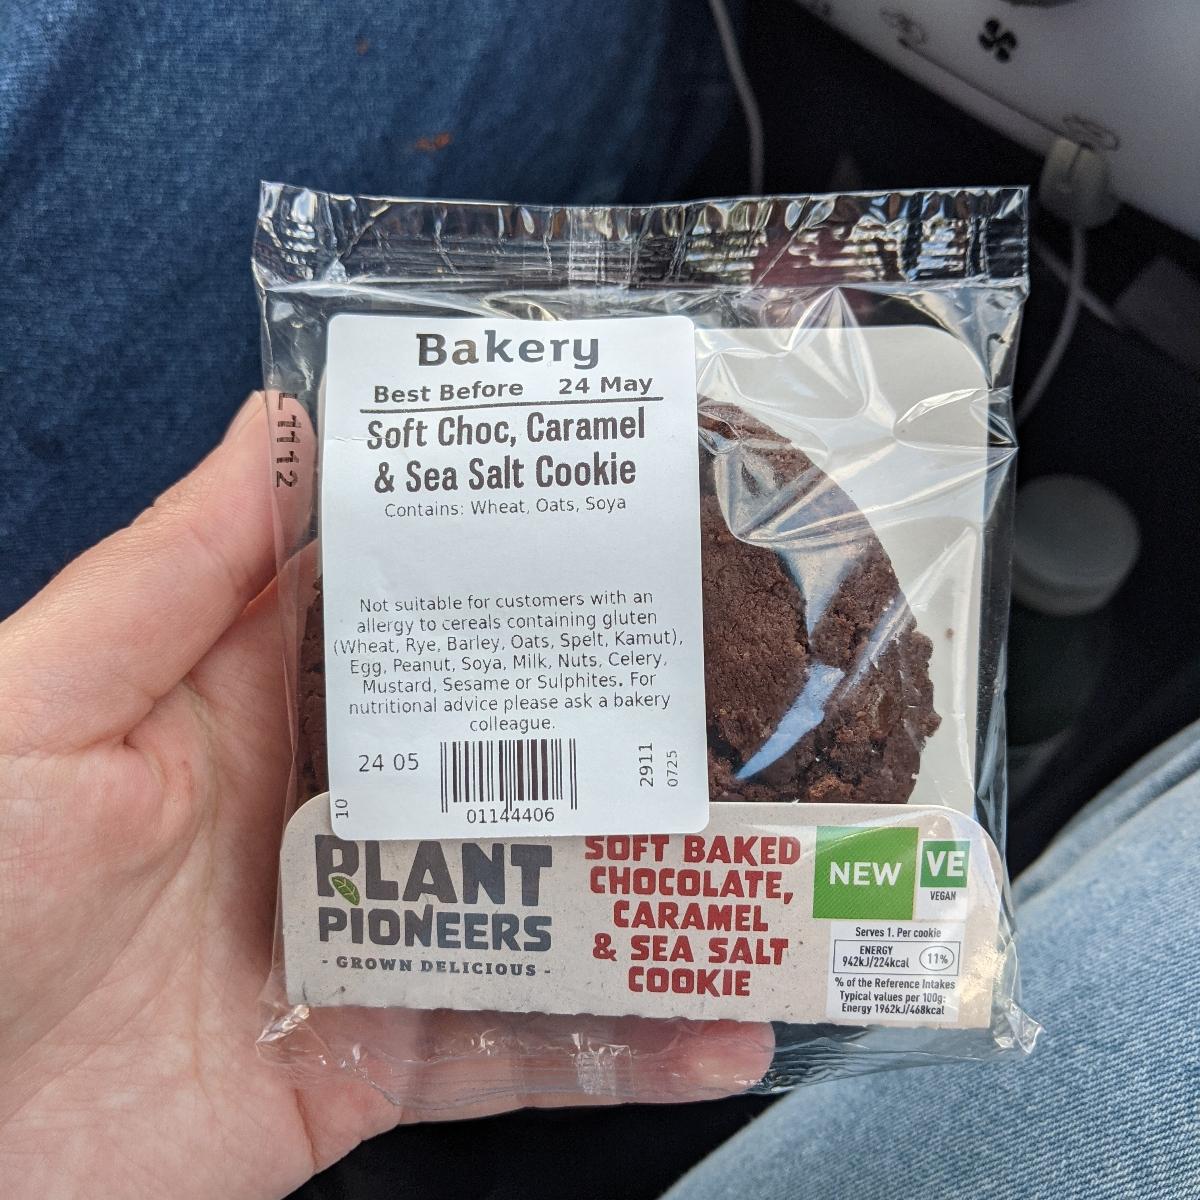 Bakery
Best Before 24 May
Soft Choc, Caramel
& Sea Salt Cookie
Contains: Wheat, Oats, Soya
Not suitable for customers with an
allergy to cereals containing gluten
(Wheat, Rye, Barley, Oats, Spelt, Kamut),
Egg, Peanut, Soya, Milk, Nuts, Celery,
Mustard, Sesame or Sulphites. For
nutritional advice please ask a bakery
colleague.
24 05
01144406
2911
0725
10
L 1112
PLANT
PIONEERS
- GROWN DELICIOUS -
SOFT BAKED
CHOCOLATE,
CARAMEL
& SEA SALT
COOKIE
NEW
VE
VEGAN
Serves 1. Per cookie
ENERGY
942kJ/224kcal 11%
% of the Reference Intakes
Typical values per 100g:
Energy 1962kJ/468kcal